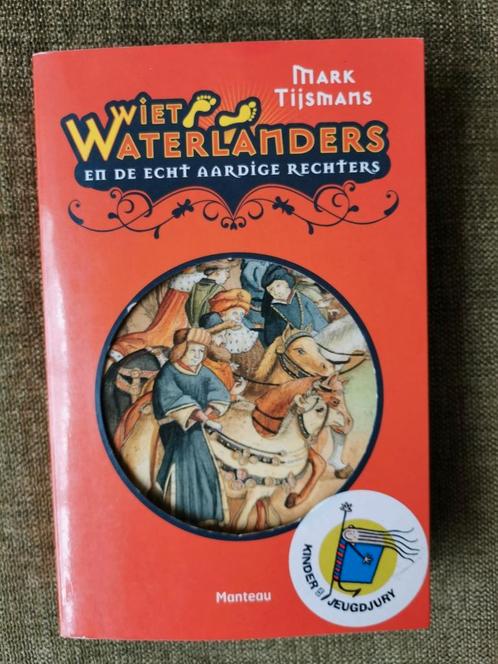 MARK
TIJSMANS
WIET
WATERLANDERS
EN DE ECHT AARDIGE RECHTERS
KINDER JEUGDJURY
Manteau